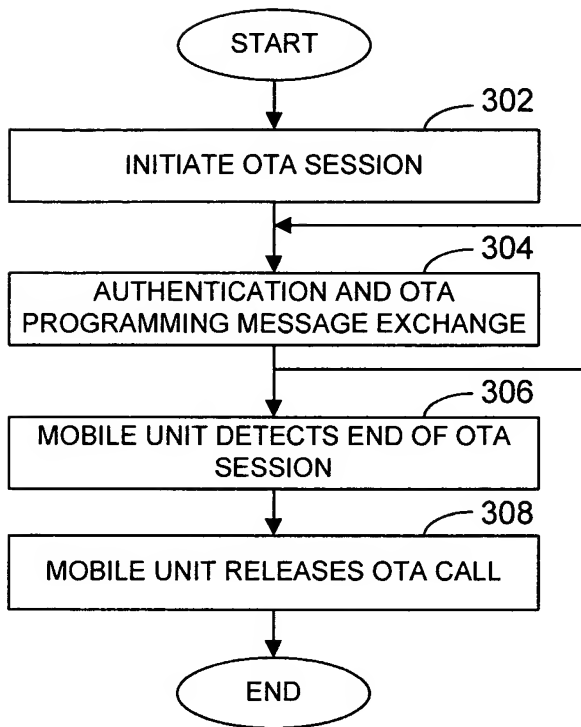 START
302
INITIATE OTA SESSION
304
AUTHENTICATION AND OTA
PROGRAMMING MESSAGE EXCHANGE
306
MOBILE UNIT DETECTS END OF OTA
SESSION
308
MOBILE UNIT RELEASES OTA CALL
END